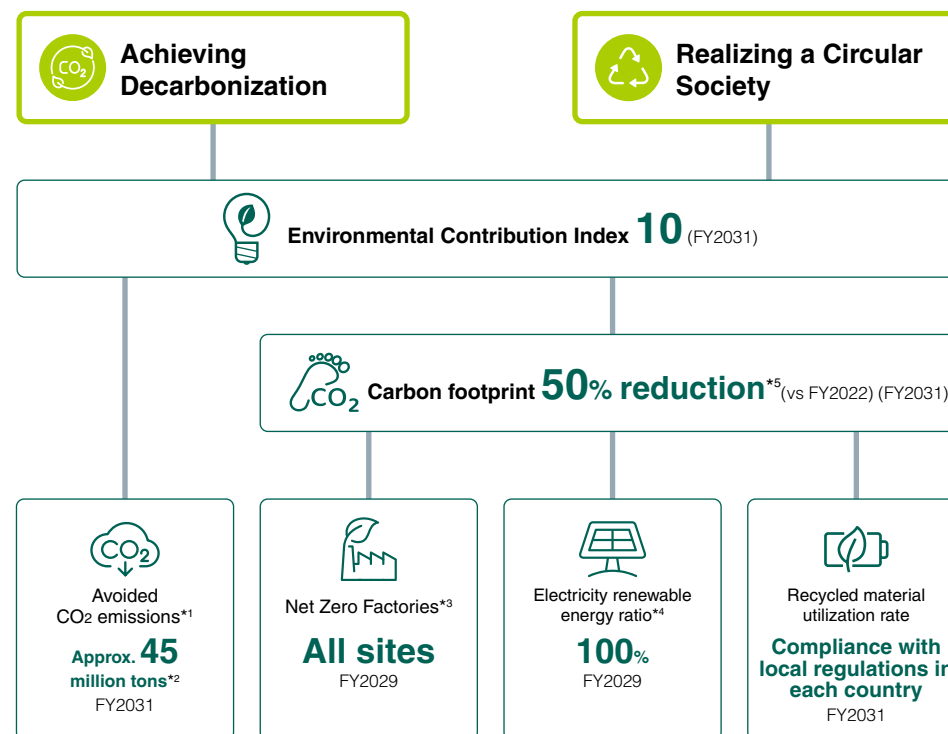 CO2
Achieving
Decarbonization
Realizing a Circular
Society
Environmental Contribution Index 10 (FY2031)
CO2 Carbon footprint 50% reduction*5(vs FY2022) (FY2031)
CO2
Avoided
CO2 emissions*1
Approx. 45
million tons*2
FY2031
Net Zero Factories*3
All sites
FY2029
Electricity renewable
energy ratio*4
100%
FY2029
Recycled material
utilization rate
Compliance with
local regulations in
each country
FY2031